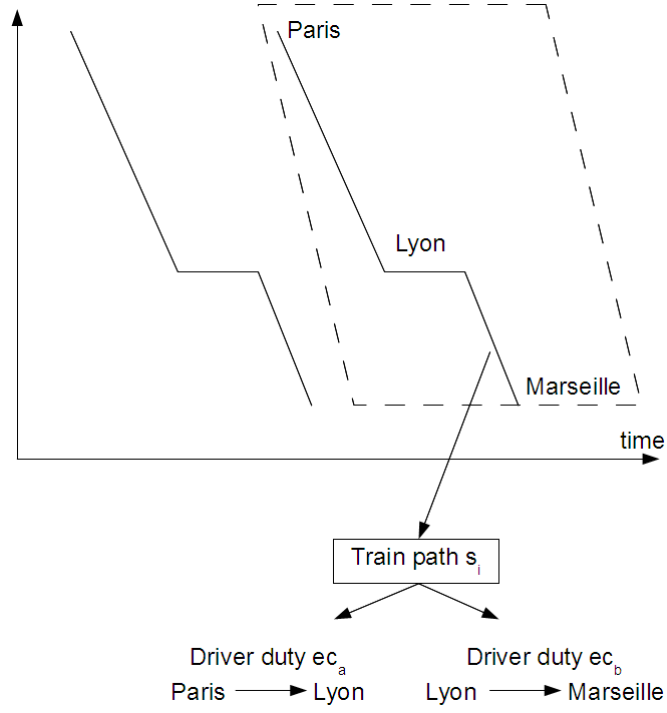 Paris
Lyon
Marseille
time
Train path s_i
Driver duty ec_a
Paris Lyon
Driver duty ec_b
Lyon Marseille